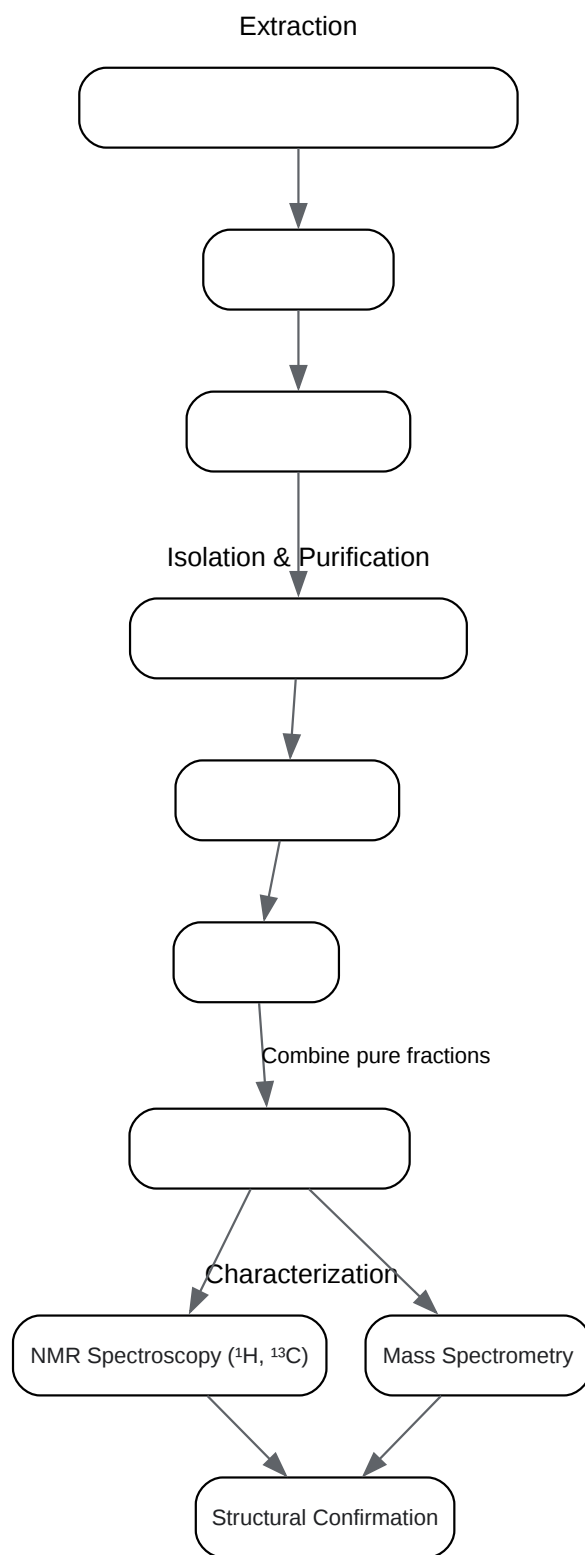 Extraction
Isolation & Purification
Combine pure fractions
Characterization
NMR Spectroscopy (¹H, ¹³C)
Mass Spectrometry
Structural Confirmation